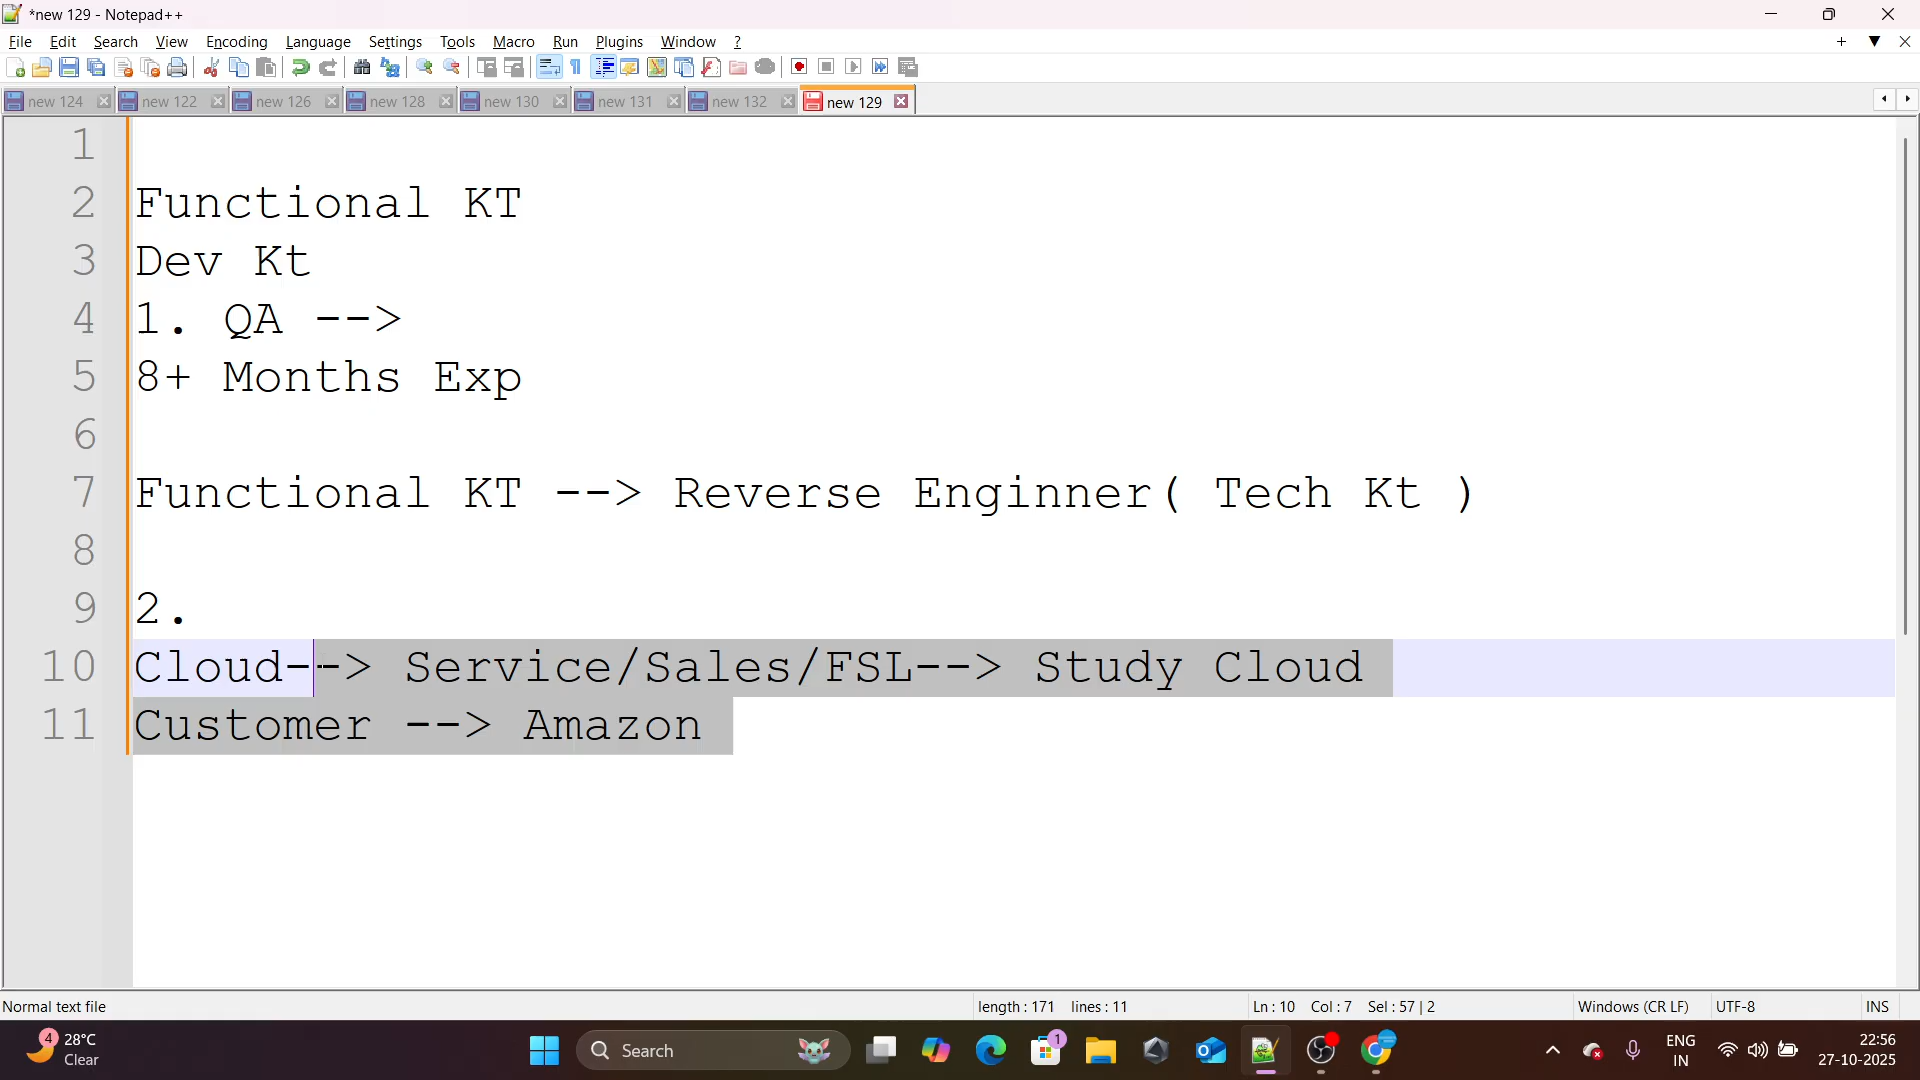 *new 129 - Notepad++
File Edit Search View Encoding Language Settings Tools Macro Run Plugins Window ?
new 124 new 122 new 126 new 128 new 130 new 131 new 132 new 129
1
2 Functional KT
3 Dev Kt
4 1. QA -->
5 8+ Months Exp
6
7 Functional KT --> Reverse Enginner( Tech Kt )
8
9 2.
10 Cloud--> Service/Sales/FSL--> Study Cloud
11 Customer --> Amazon
Normal text file length : 171 lines : 11 Ln : 10 Col : 7 Sel : 57 | 2 Windows (CR LF) UTF-8 INS
4 28°C Search 1 ENG 22:56
Clear IN 27-10-2025